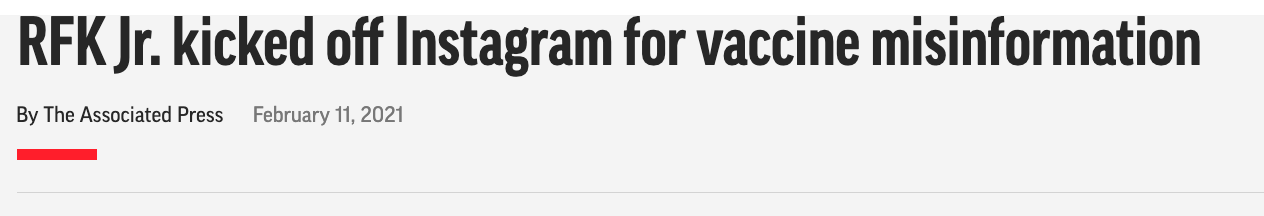 RFK Jr. kicked off Instagram for vaccine misinformation
By The Associated Press February 11, 2021